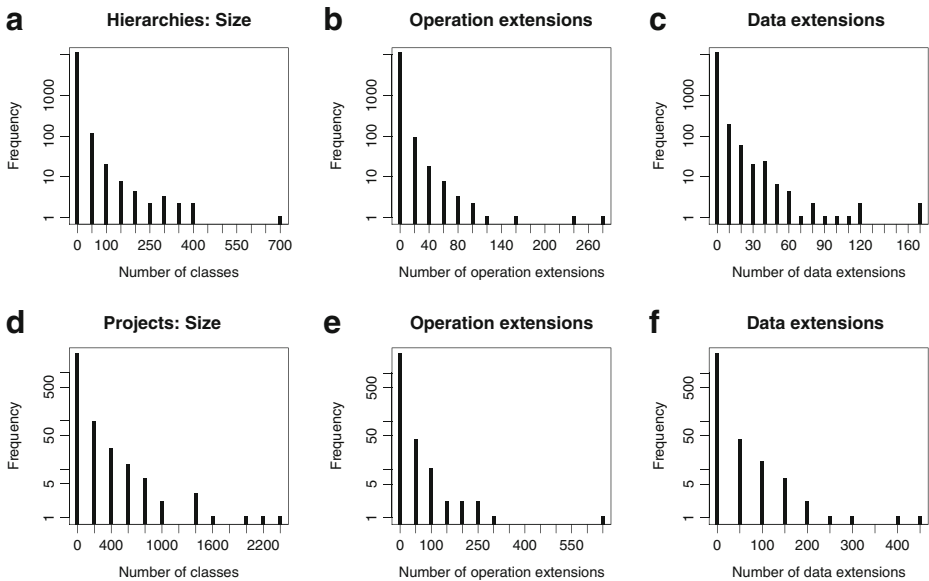 a Hierarchies: Size
Frequency
1 10 100 1000
0 100 250 400 550 700
Number of classes
b Operation extensions
Frequency
1 10 100 1000
0 40 80 140 200 260
Number of operation extensions
c Data extensions
Frequency
1 10 100 1000
0 30 60 90 120 160
Number of data extensions
d Projects: Size
Frequency
1 5 50 500
0 400 1000 1600 2200
Number of classes
e Operation extensions
Frequency
1 5 50 500
0 100 250 400 550
Number of operation extensions
f Data extensions
Frequency
1 5 50 500
0 100 200 300 400
Number of data extensions